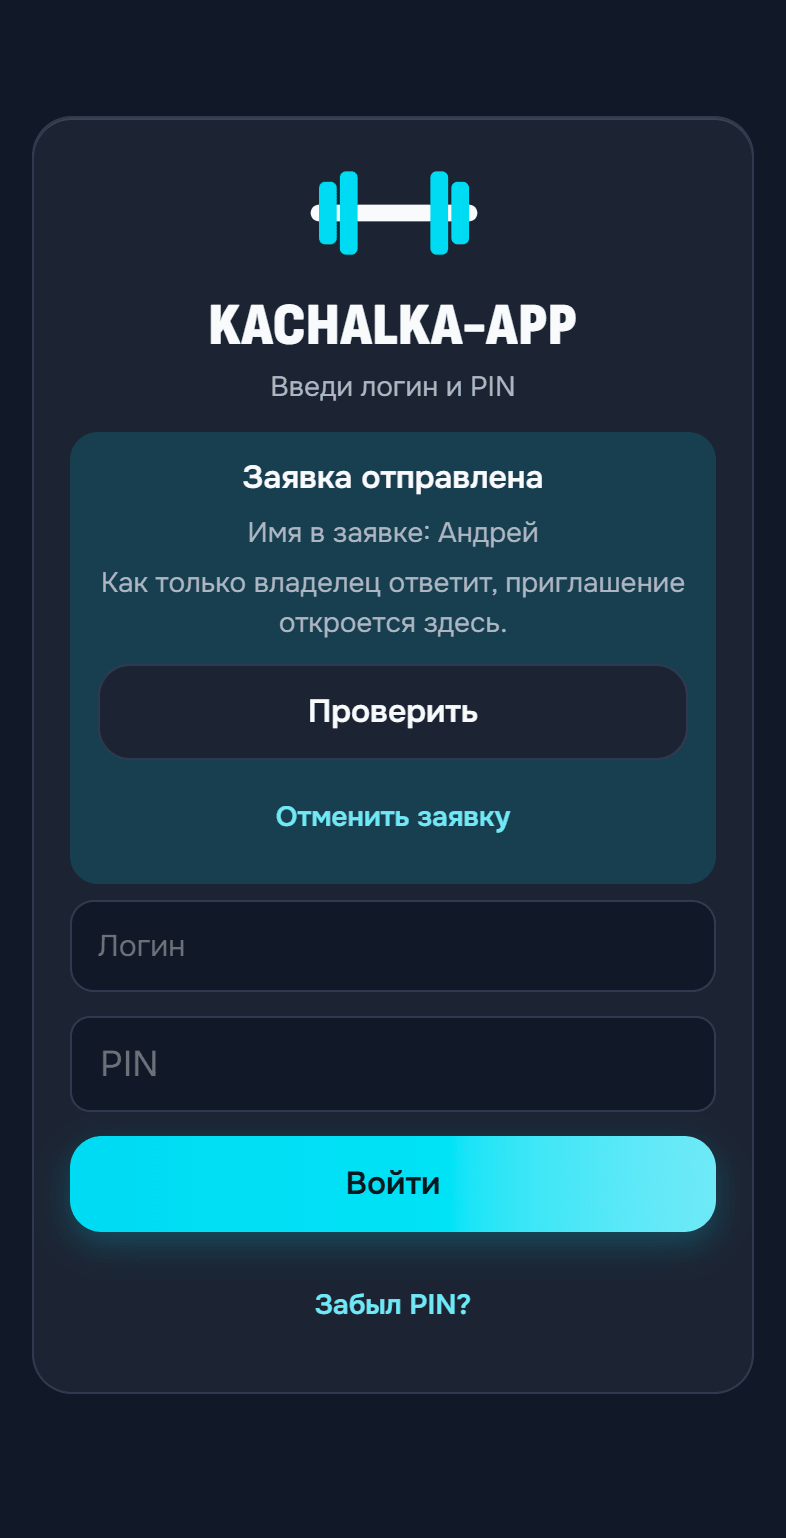 KACHALKA-APP
Введи логин и PIN
Заявка отправлена
Имя в заявке: Андрей
Как только владелец ответит, приглашение
откроется здесь.
Проверить
Отменить заявку
Логин
PIN
Войти
Забыл PIN?